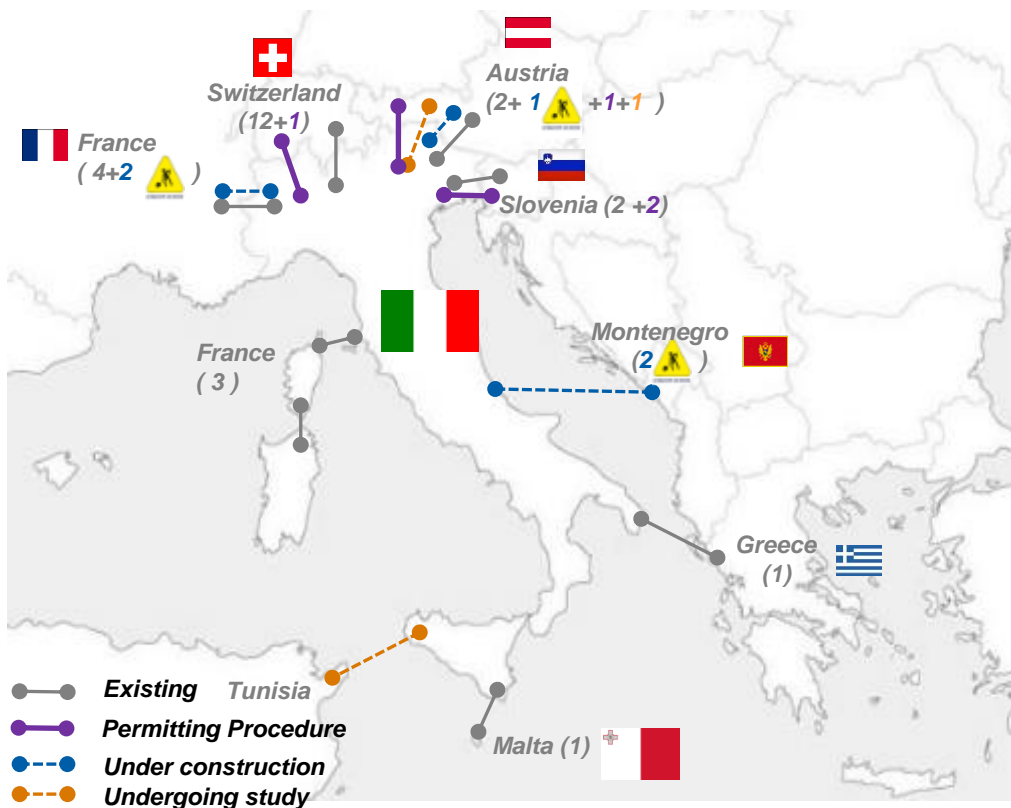 Switzerland
(12+1)
Austria
(2+ 1 +1+1 )
France
( 4+2 )
Slovenia (2 +2)
France
( 3 )
Montenegro
(2 )
Greece
(1)
Tunisia
Malta (1)
Existing
Permitting Procedure
Under construction
Undergoing study